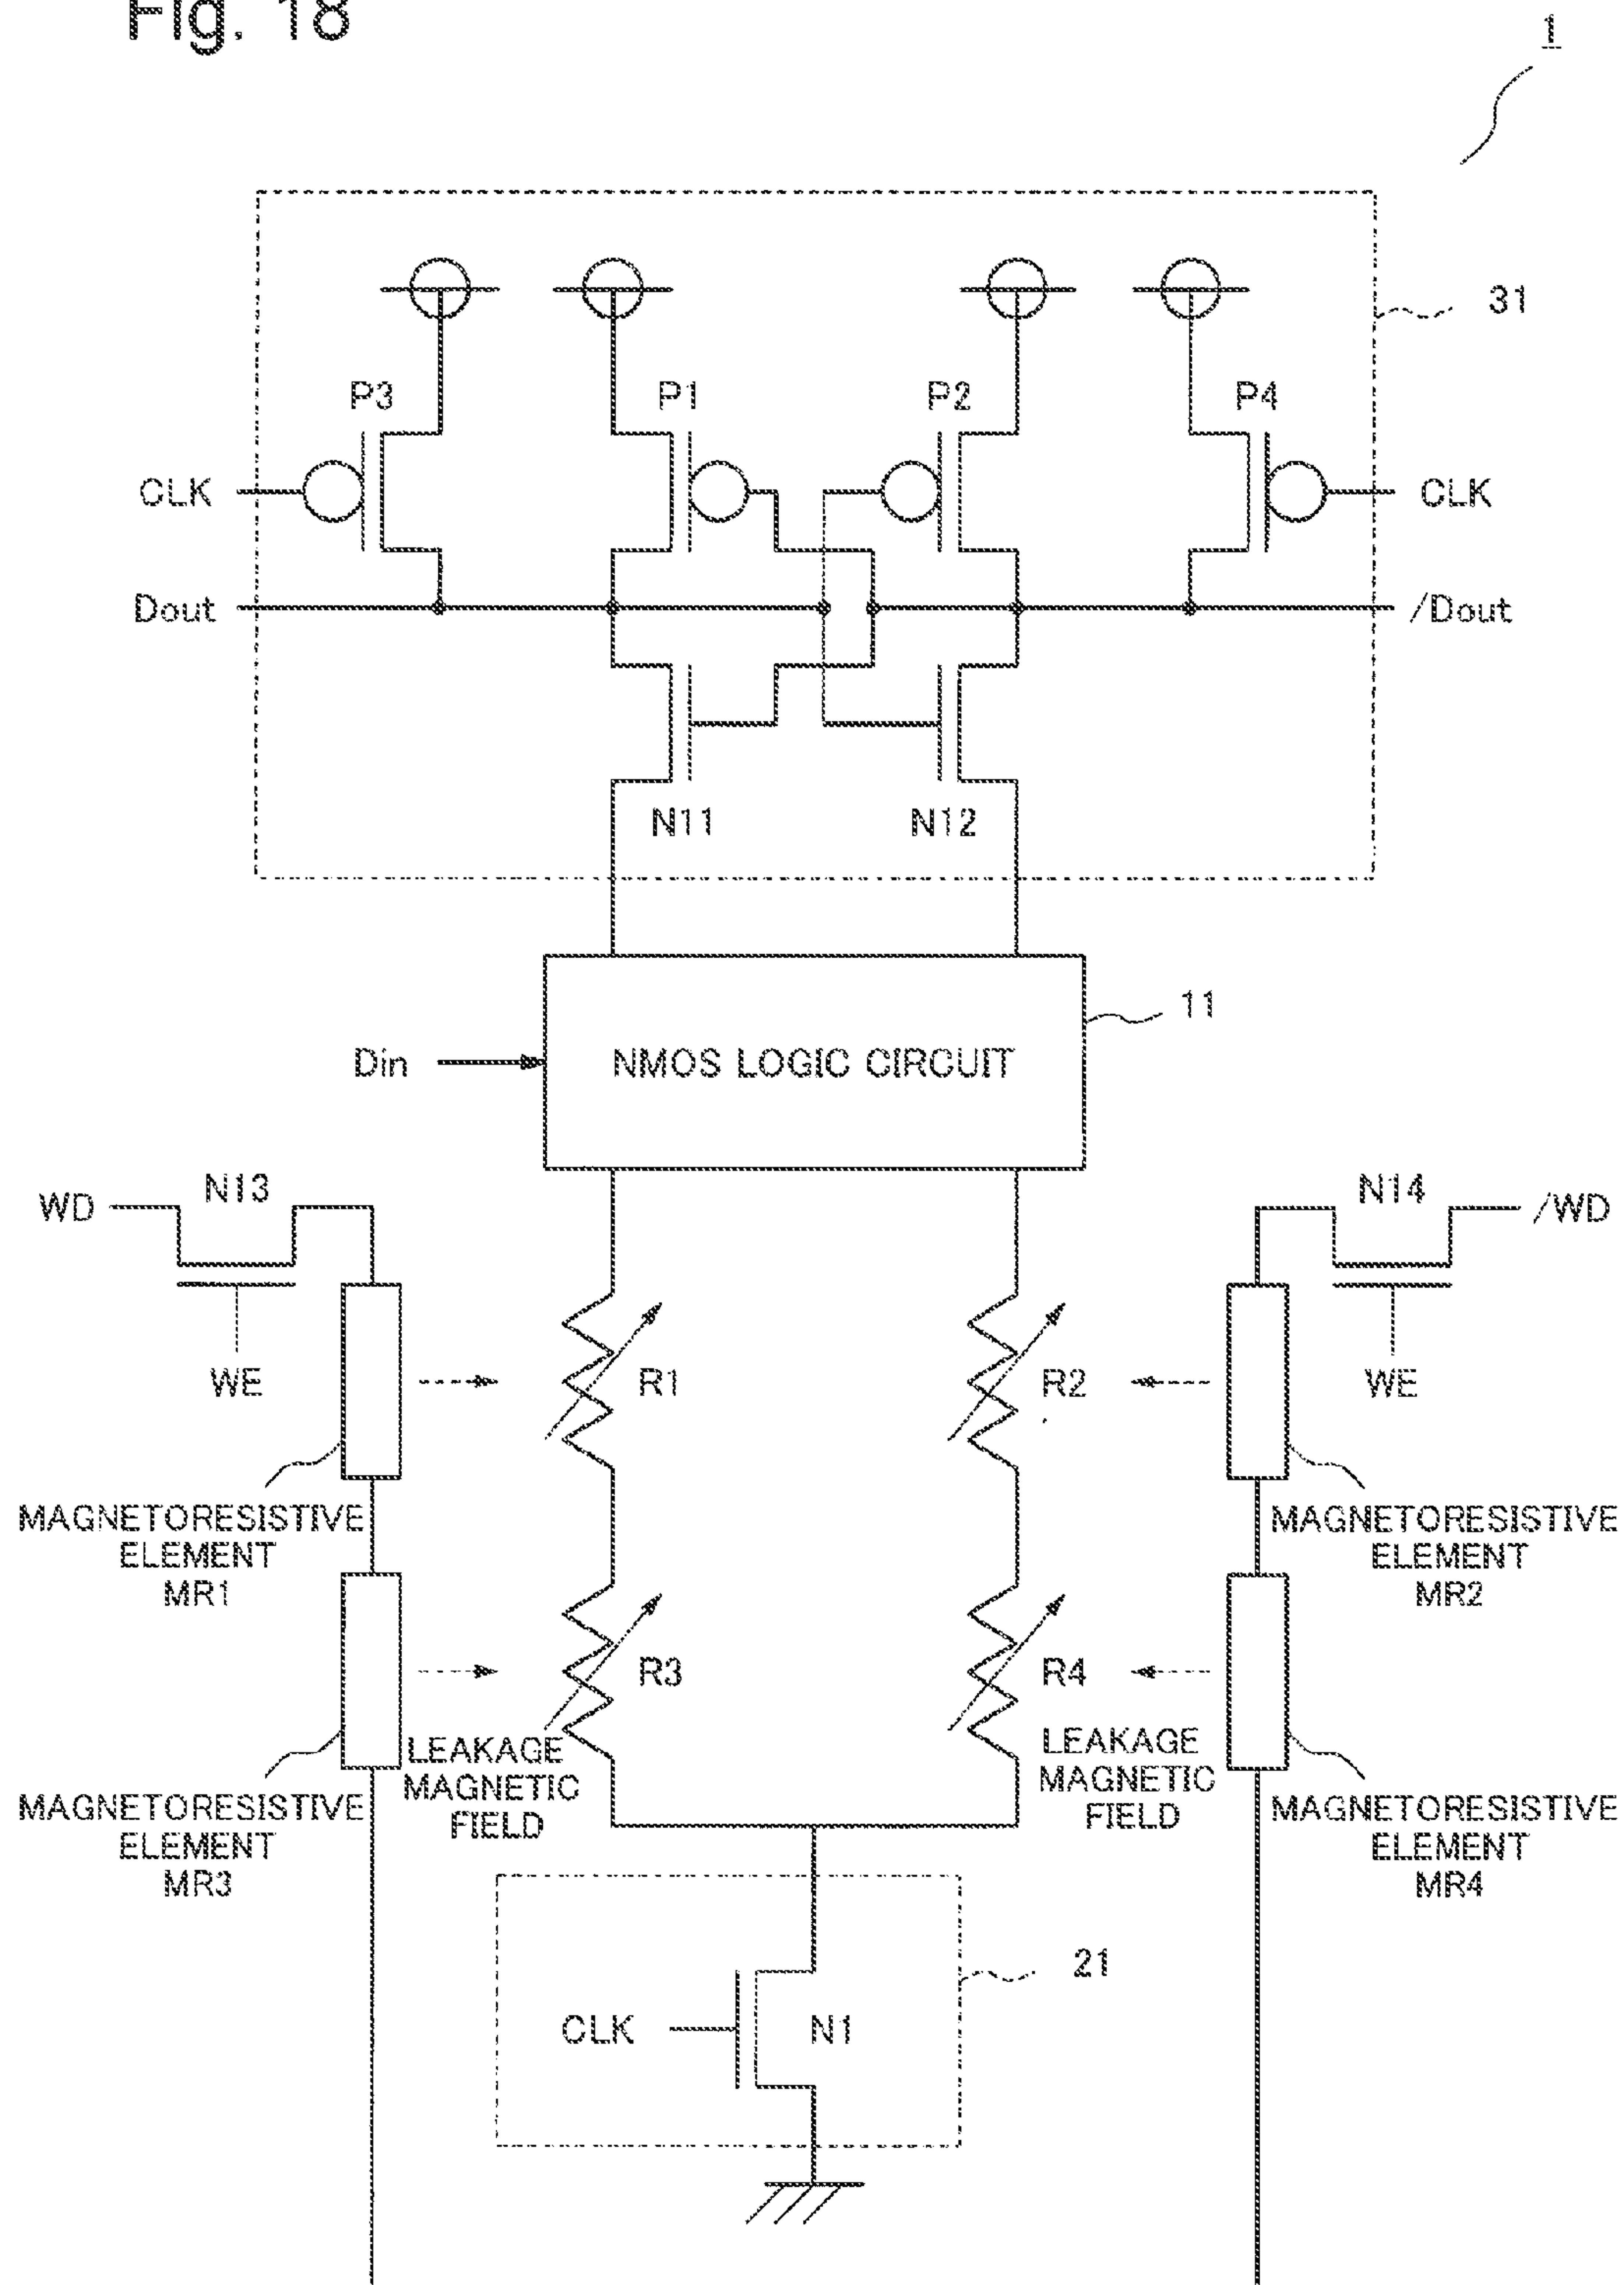 Fig. 18
1
31
P3
P1
P2
P4
CLK
CLK
Dout
/Dout
N11
N12
11
Din
NMOS LOGIC CIRCUIT
WD
N13
N14
/WD
WE
R1
R2
WE
MAGNETORESISTIVE
ELEMENT
MR1
MAGNETORESISTIVE
ELEMENT
MR2
R3
R4
LEAKAGE
MAGNETIC
FIELD
LEAKAGE
MAGNETIC
FIELD
MAGNETORESISTIVE
ELEMENT
MR3
MAGNETORESISTIVE
ELEMENT
MR4
21
CLK
N1